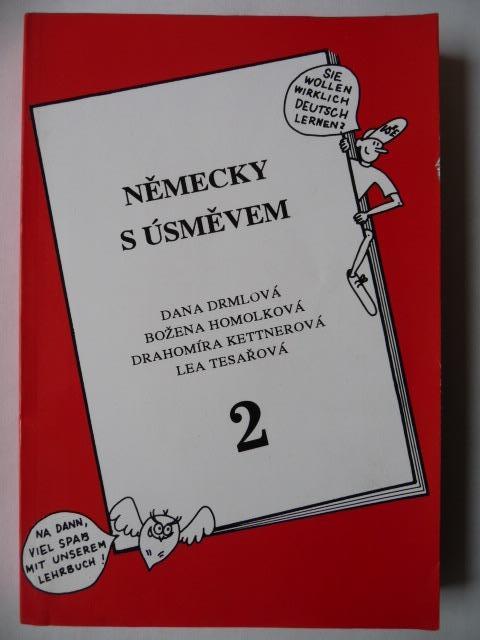 SIE
WOLLEN
WIRKLICH
DEUTSCH
LERNEN?
VŠE
NĚMECKY
S ÚSMĚVEM
DANA DRMLOVÁ
BOŽENA HOMOLKOVÁ
DRAHOMÍRA KETTNEROVÁ
LEA TESAŘOVÁ
2
NA DANN,
VIEL SPAß
MIT UNSEREM
LEHRBUCH!